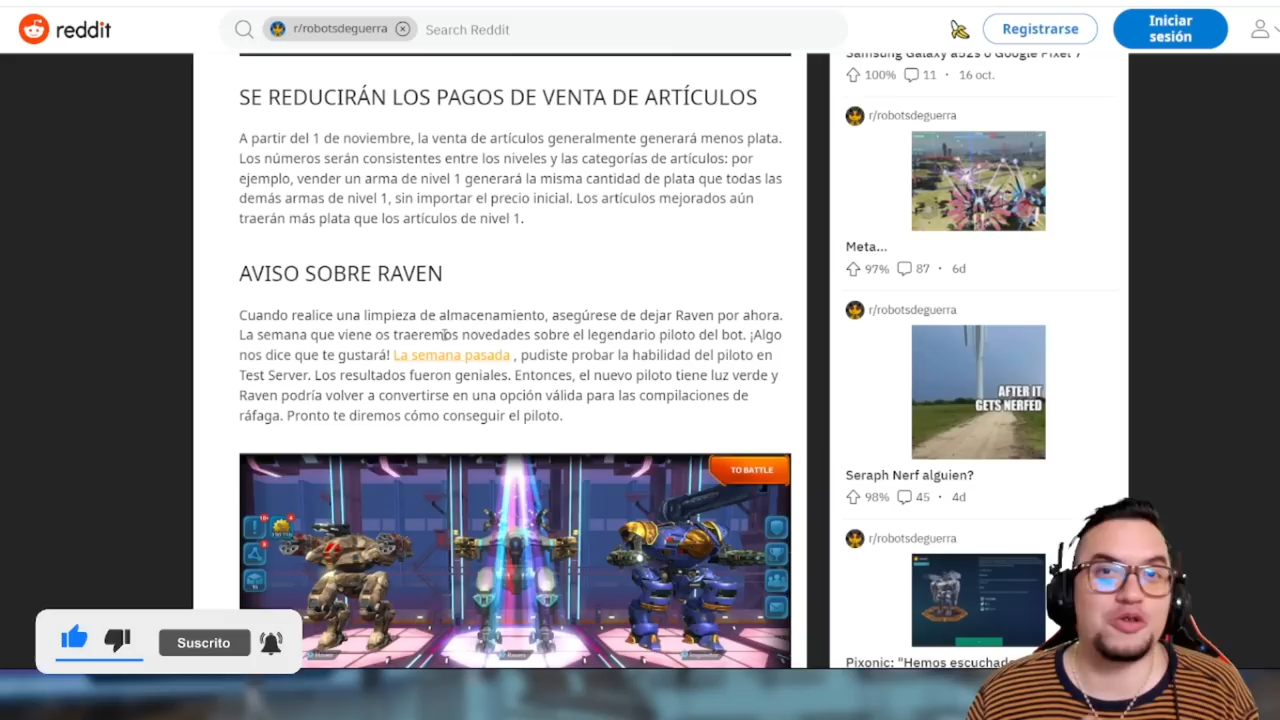 reddit
r/robotsdeguerra
Search Reddit
Registrarse
Iniciar
sesión
SE REDUCIRÁN LOS PAGOS DE VENTA DE ARTÍCULOS
A partir del 1 de noviembre, la venta de artículos generalmente generará menos plata.
Los números serán consistentes entre los niveles y las categorías de artículos: por
ejemplo, vender un arma de nivel 1 generará la misma cantidad de plata que todas las
demás armas de nivel 1, sin importar el precio inicial. Los artículos mejorados aún
traerán más plata que los artículos de nivel 1.
AVISO SOBRE RAVEN
Cuando realice una limpieza de almacenamiento, asegúrese de dejar Raven por ahora.
La semana que viene os traeremos novedades sobre el legendario piloto del bot. ¡Algo
nos dice que te gustará! La semana pasada , pudiste probar la habilidad del piloto en
Test Server. Los resultados fueron geniales. Entonces, el nuevo piloto tiene luz verde y
Raven podría volver a convertirse en una opción válida para las compilaciones de
ráfaga. Pronto te diremos cómo conseguir el piloto.
TO BATTLE
Suscrito
Samsung Galaxy a52s o Google Pixel 7
100% 11 · 16 oct.
r/robotsdeguerra
Meta...
97% 87 · 6d
r/robotsdeguerra
AFTER IT
GETS NERFED
Seraph Nerf alguien?
98% 45 · 4d
r/robotsdeguerra
Pixonic: "Hemos escuchado